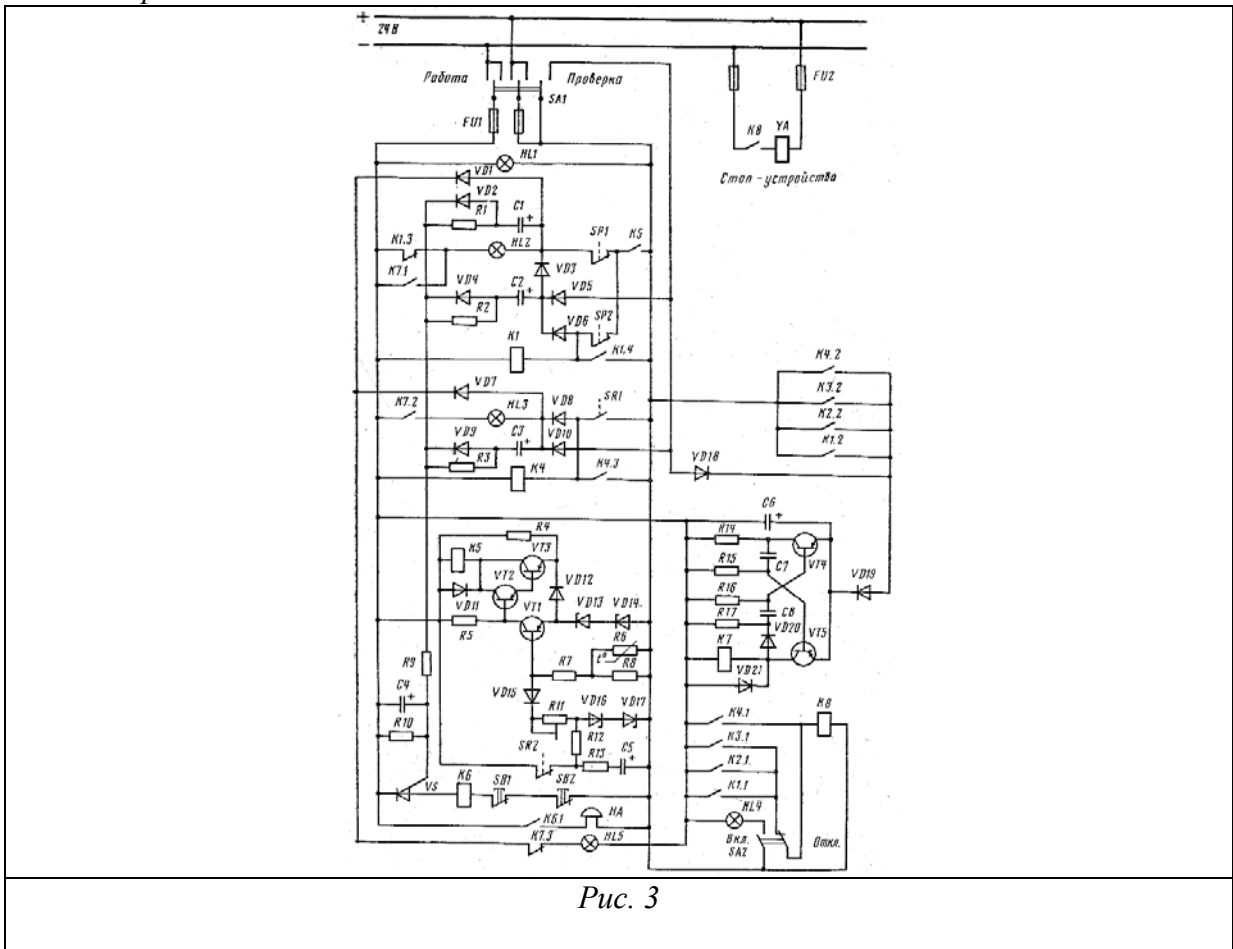 +
24В
−
Работа
Проверка
SA1
FU1
FU2
K8
YA
Стоп-устройства
HL1
VD1
VD2
R1
C1
+
K1.3
HL2
SP1
K5
K7.1
VD3
VD4
C2
+
VD5
R2
SP2
VD6
K1
K1.4
K4.2
VD7
K3.2
K7.2
HL3
VD8
SR1
K2.2
VD9
C3
+
VD10
K1.2
R3
VD18
K4
K4.3
C6
+
R4
R14
K5
VT3
C7
VT4
R15
VT2
VD12
VD19
R16
VD11
VT1
VD13
VD14
C8
R17
R5
R6
VD20
VT5
t°
K7
R9
R7
R8
VD21
C4
+
VD15
R11
VD16
VD17
K8
K4.1
R10
R12
K3.1
SR2
R13
C5
+
K2.1.
K6
SB1
SB2
K1.1
VS
HL4
K6.1
HA
Вкл.
Откл.
K7.3
HL5
SA2
Рис. 3